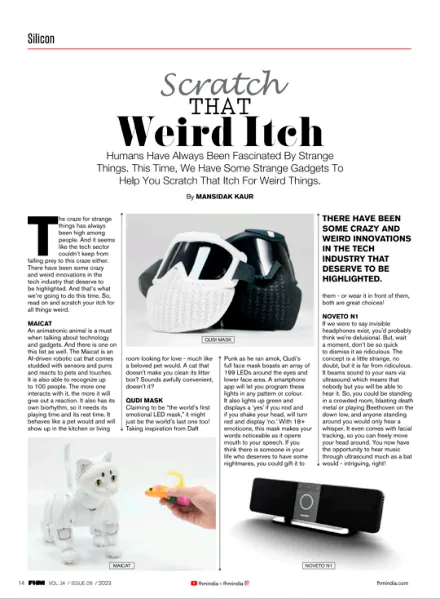 Silicon
Scratch
THAT
Weird Itch
Humans Have Always Been Fascinated By Strange
Things. This Time, We Have Some Strange Gadgets To
Help You Scratch That Itch For Weird Things.
By MANSIDAK KAUR
The craze for strange
things has always
been high among
people. And it seems
like the tech sector
couldn't keep from
falling prey to this craze either.
There have been some crazy
and weird innovations in the
tech industry that deserve to
be highlighted. And that's what
we're going to do this time. So,
read on and scratch your itch for
all things weird.
MAICAT
An animatronic animal is a must
when talking about technology
and gadgets. And there is one on
this list as well. The Maicat is an
AI-driven robotic cat that comes
studded with sensors and purrs
and reacts to pets and touches.
It is also able to recognize up
to 100 people. The more one
interacts with it, the more it will
give out a reaction. It also has its
own biorhythm, so it needs its
playing time and its rest time. It
behaves like a pet would and will
show up in the kitchen or living
QUDI MASK
room looking for love – much like
a beloved pet would. A cat that
doesn't make you clean its litter
box? Sounds awfully convenient,
doesn't it?
QUDI MASK
Claiming to be "the world's first
emotional LED mask," it might
just be the world's last one too!
Taking inspiration from Daft
Punk as he ran amok, Qudi's
full face mask boasts an array of
199 LEDs around the eyes and
lower face area. A smartphone
app will let you program these
lights in any pattern or colour.
It also lights up green and
displays a 'yes' if you nod and
if you shake your head, will turn
red and display 'no.' With 18+
emoticons, this mask makes your
words noticeable as it opens
mouth to your speech. If you
think there is someone in your
life who deserves to have some
nightmares, you could gift it to
THERE HAVE BEEN
SOME CRAZY AND
WEIRD INNOVATIONS
IN THE TECH
INDUSTRY THAT
DESERVE TO BE
HIGHLIGHTED.
them - or wear it in front of them,
both are great choices!
NOVETO N1
If we were to say invisible
headphones exist, you'd probably
think we're delusional. But, wait
a moment, don't be so quick
to dismiss it as ridiculous. The
concept is a little strange, no
doubt, but it is far from ridiculous.
It beams sound to your ears via
ultrasound which means that
nobody but you will be able to
hear it. So, you could be standing
in a crowded room, blasting death
metal or playing Beethoven on the
down low, and anyone standing
around you would only hear a
whisper. It even comes with facial
tracking, so you can freely move
your head around. You now have
the opportunity to hear music
through ultrasound much as a bat
would - intriguing, right!
MAICAT
NOVETO N1
14 FHM VOL. 14 / ISSUE 09 / 2023
fhmindia • fhmindia
fhmindia.com